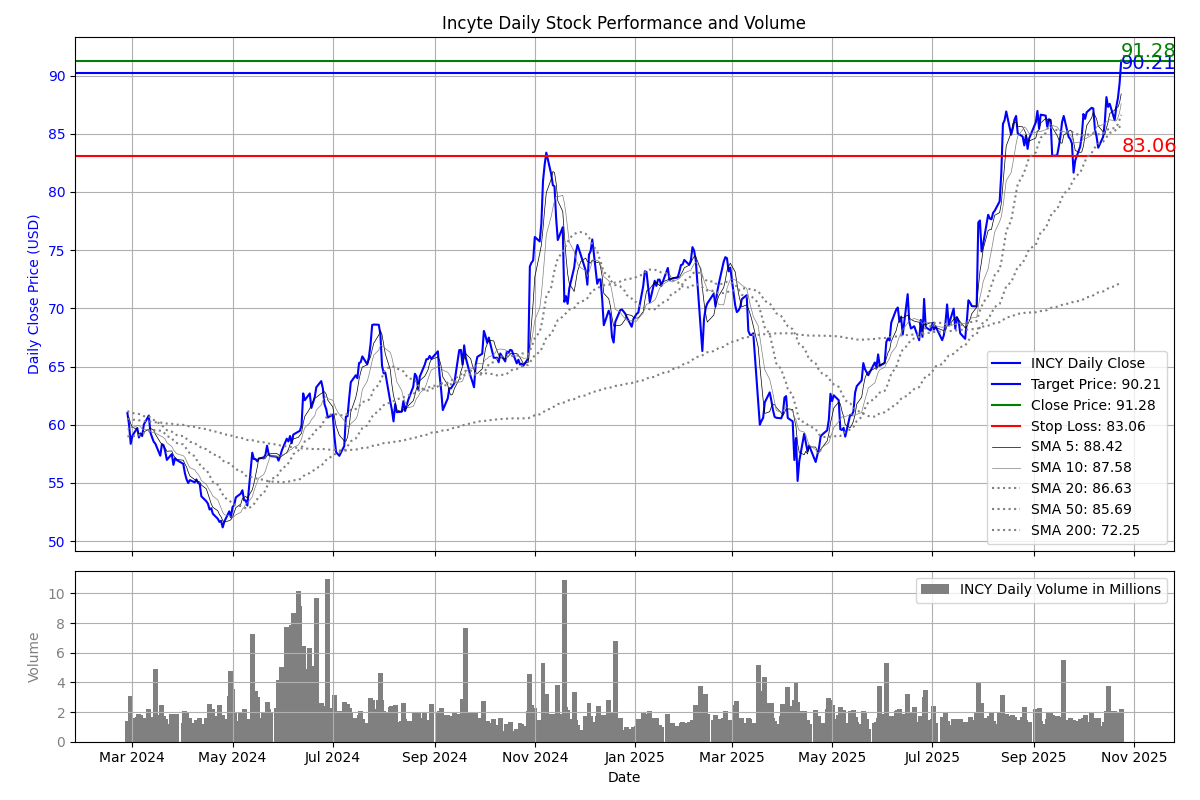 Incyte Daily Stock Performance and Volume
91.28
90.21
83.06
90
85
80
75
70
65
60
55
50
Daily Close Price (USD)
INCY Daily Close
Target Price: 90.21
Close Price: 91.28
Stop Loss: 83.06
SMA 5: 88.42
SMA 10: 87.58
SMA 20: 86.63
SMA 50: 85.69
SMA 200: 72.25
10
8
6
4
2
0
Volume
INCY Daily Volume in Millions
Mar 2024
May 2024
Jul 2024
Sep 2024
Nov 2024
Jan 2025
Mar 2025
May 2025
Jul 2025
Sep 2025
Nov 2025
Date